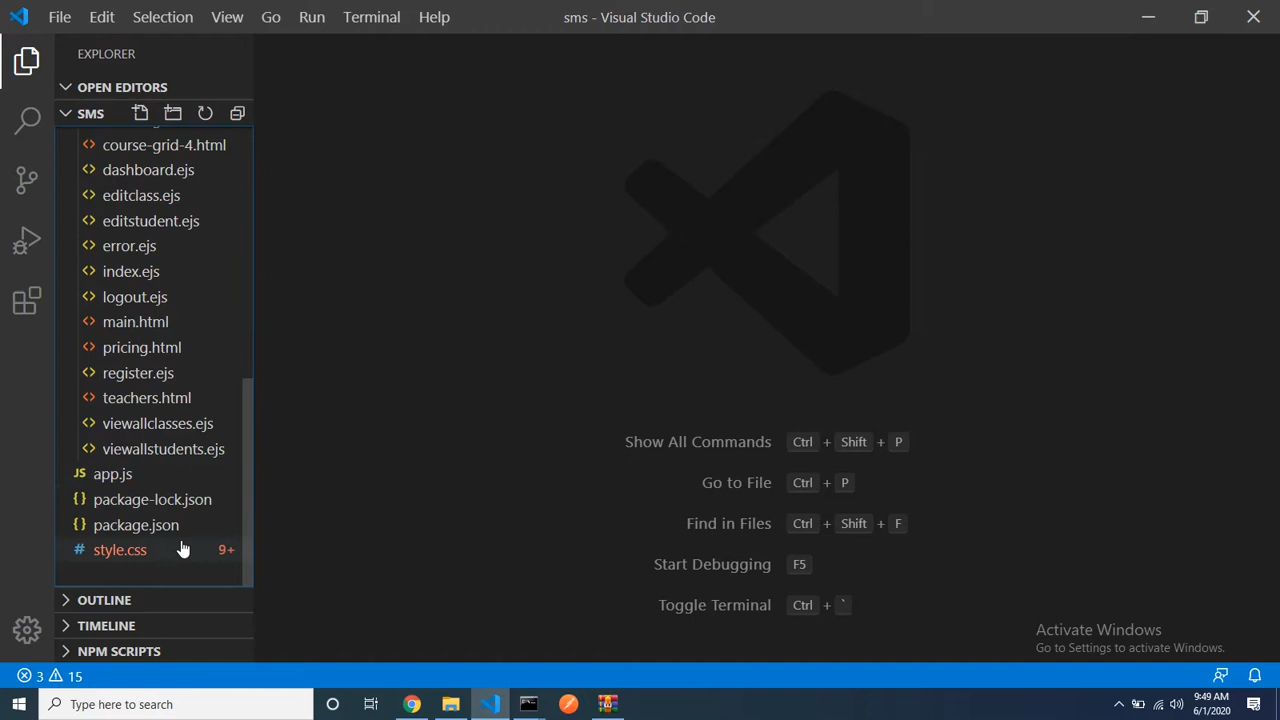 File Edit Selection View Go Run Terminal Help sms - Visual Studio Code
EXPLORER
OPEN EDITORS
SMS
course-grid-4.html
dashboard.ejs
editclass.ejs
editstudent.ejs
error.ejs
index.ejs
logout.ejs
main.html
pricing.html
register.ejs
teachers.html
viewallclasses.ejs
viewallstudents.ejs
JS app.js
{} package-lock.json
{} package.json
# style.css 9+
OUTLINE
TIMELINE
NPM SCRIPTS
Show All Commands Ctrl + Shift + P
Go to File Ctrl + P
Find in Files Ctrl + Shift + F
Start Debugging F5
Toggle Terminal Ctrl + `
Activate Windows
Go to Settings to activate Windows.
3 15
Type here to search
9:49 AM
6/1/2020